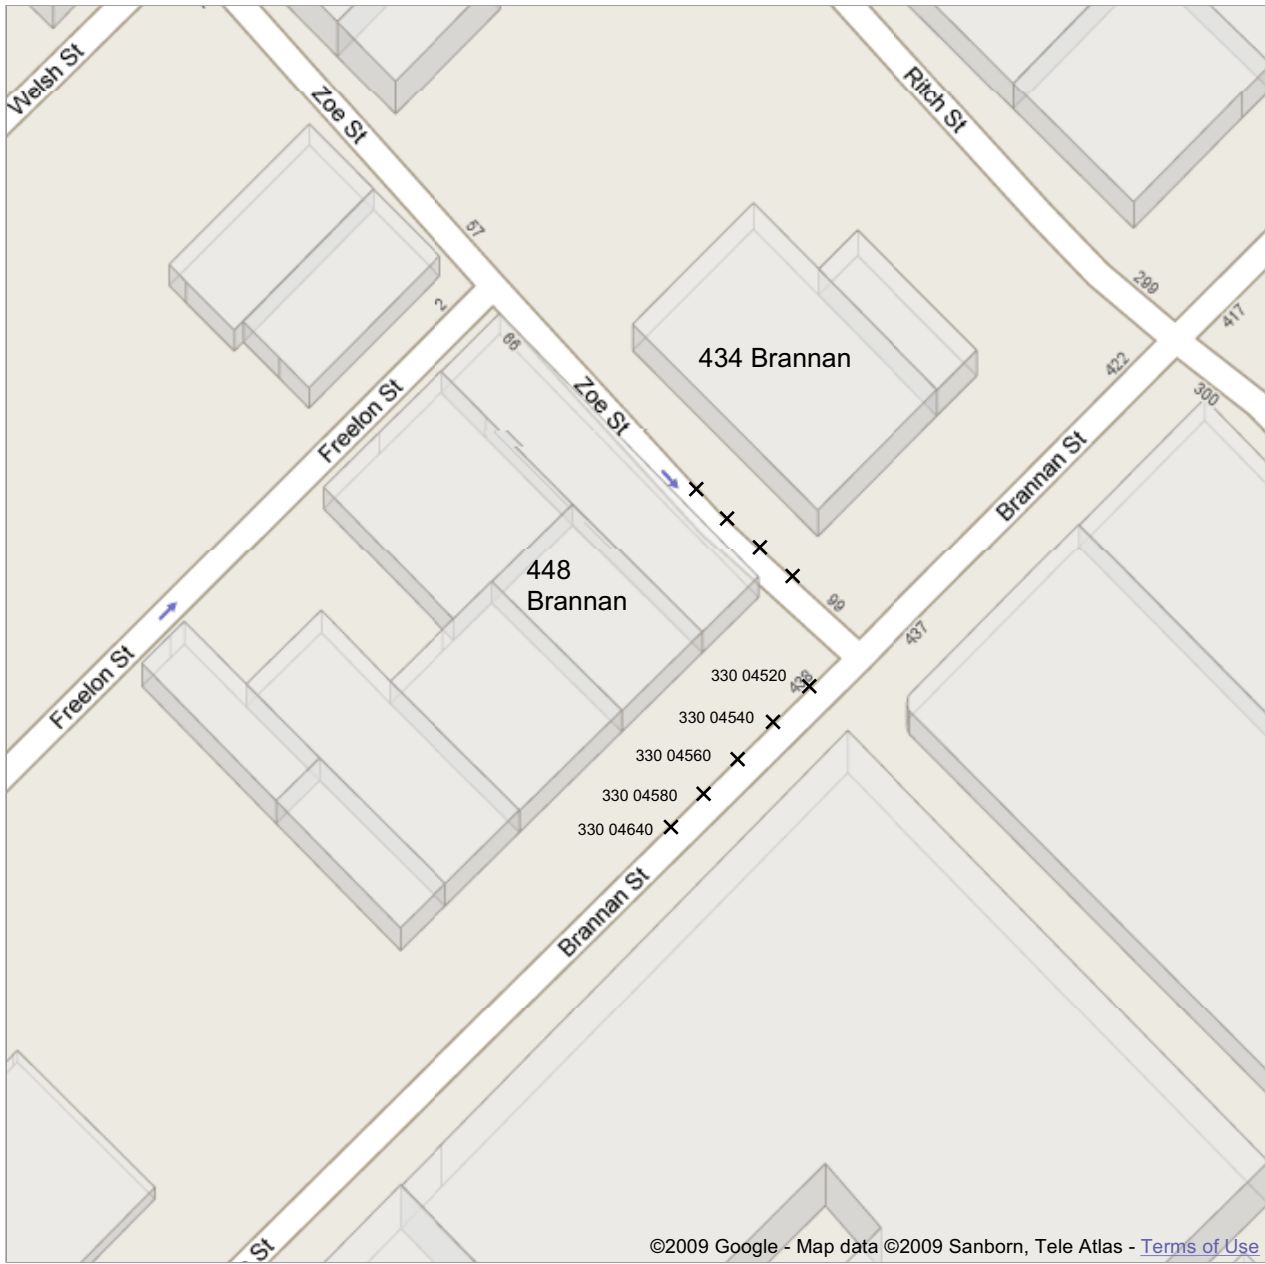 Welsh St
Zoe St
Ritch St
57
299
417
2
66
434 Brannan
422
300
Freelon St
Zoe St
Brannan St
448
Brannan
99
437
Freelon St
330 04520
438
330 04540
330 04560
330 04580
330 04640
Brannan St
St
©2009 Google - Map data ©2009 Sanborn, Tele Atlas - Terms of Use